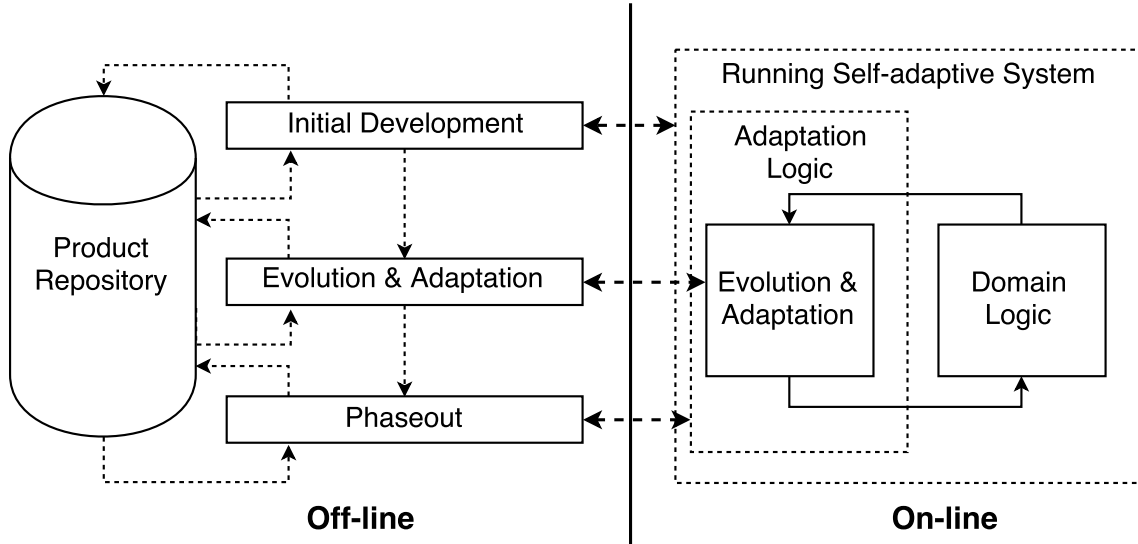 Running Self-adaptive System
Initial Development
Adaptation
Logic
Product
Repository
Evolution & Adaptation
Evolution &
Adaptation
Domain
Logic
Phaseout
Off-line
On-line